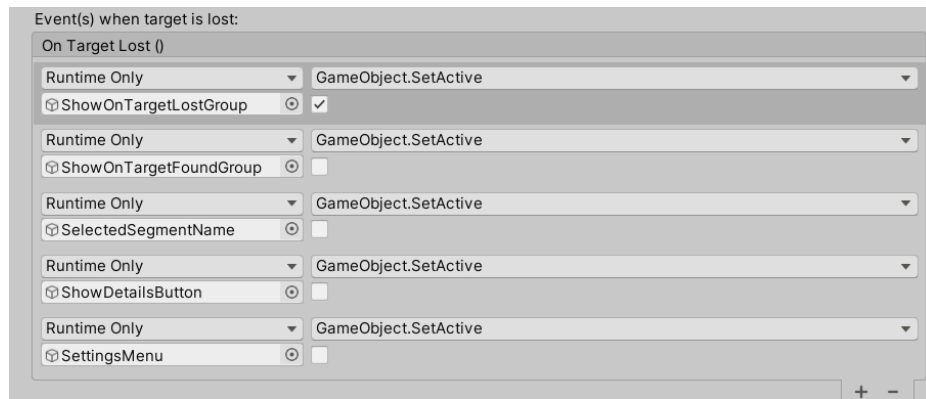 Event(s) when target is lost:
On Target Lost ()
Runtime Only GameObject.SetActive
ShowOnTargetLostGroup
Runtime Only GameObject.SetActive
ShowOnTargetFoundGroup
Runtime Only GameObject.SetActive
SelectedSegmentName
Runtime Only GameObject.SetActive
ShowDetailsButton
Runtime Only GameObject.SetActive
SettingsMenu
+ −